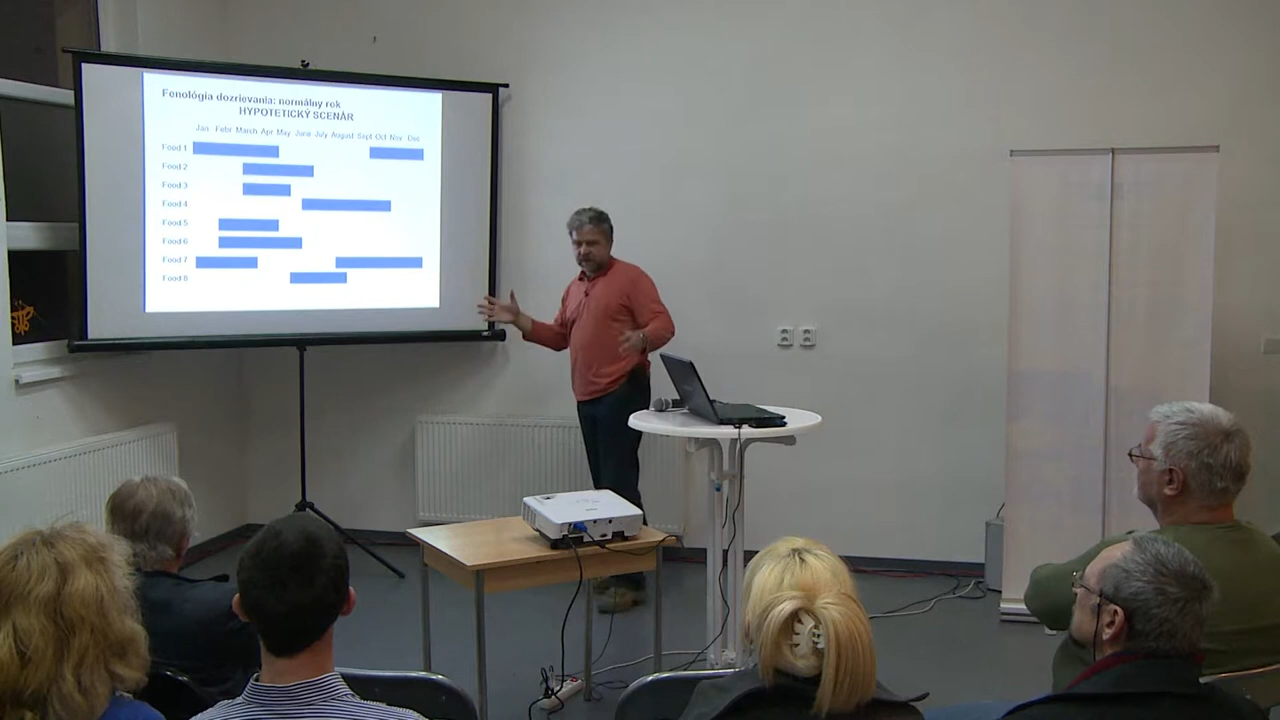 Fenológia dozrievania: normálny rok
HYPOTETICKÝ SCENÁR
Jan Febr March Apr May June July August Sept Oct Nov Dec
Food 1
Food 2
Food 3
Food 4
Food 5
Food 6
Food 7
Food 8